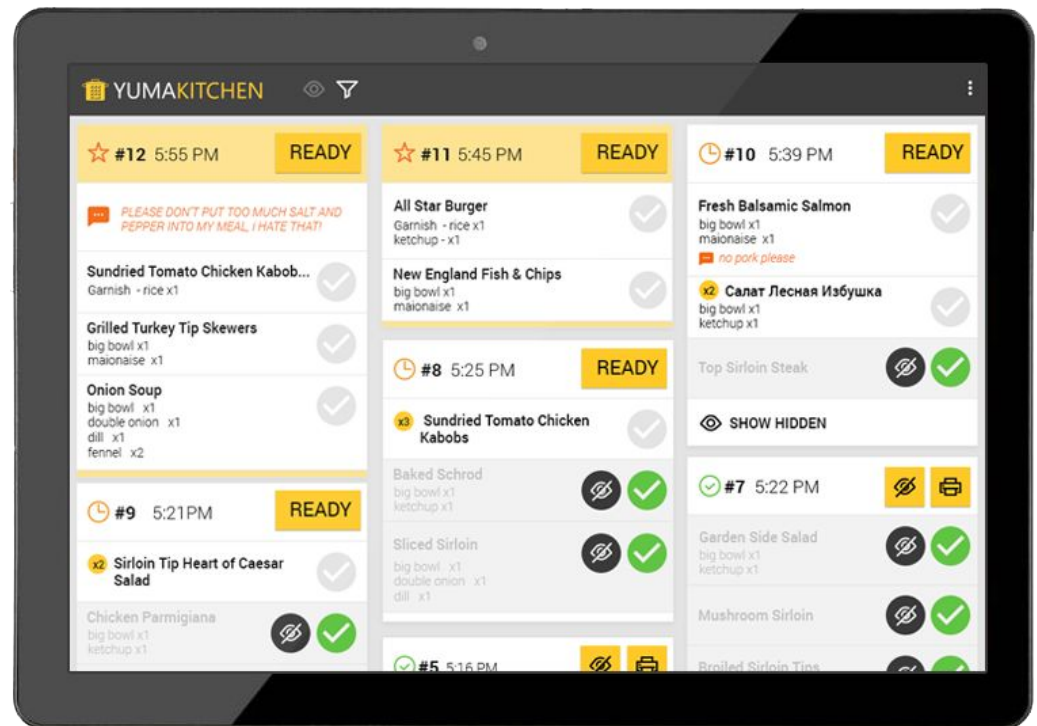 YUMAKITCHEN
#12 5:55 PM
READY
PLEASE DON'T PUT TOO MUCH SALT AND
PEPPER INTO MY MEAL, I HATE THAT!
Sundried Tomato Chicken Kabob...
Garnish - rice x1
Grilled Turkey Tip Skewers
big bowl x1
maionaise x1
Onion Soup
big bowl x1
double onion x1
dill x1
fennel x2
#9 5:21PM
READY
x2 Sirloin Tip Heart of Caesar
Salad
Chicken Parmigiana
big bowl x1
ketchup x1
#11 5:45 PM
READY
All Star Burger
Garnish - rice x1
ketchup - x1
New England Fish & Chips
big bowl x1
maionaise x1
#8 5:25 PM
READY
x3 Sundried Tomato Chicken
Kabobs
Baked Schrod
big bowl x1
ketchup x1
Sliced Sirloin
big bowl x1
double onion x1
dill x1
#5 5:16 PM
#10 5:39 PM
READY
Fresh Balsamic Salmon
big bowl x1
maionaise x1
no pork please
x2 Салат Лесная Избушка
big bowl x1
ketchup x1
Top Sirloin Steak
SHOW HIDDEN
#7 5:22 PM
Garden Side Salad
big bowl x1
ketchup x1
Mushroom Sirloin
Broiled Sirloin Tips